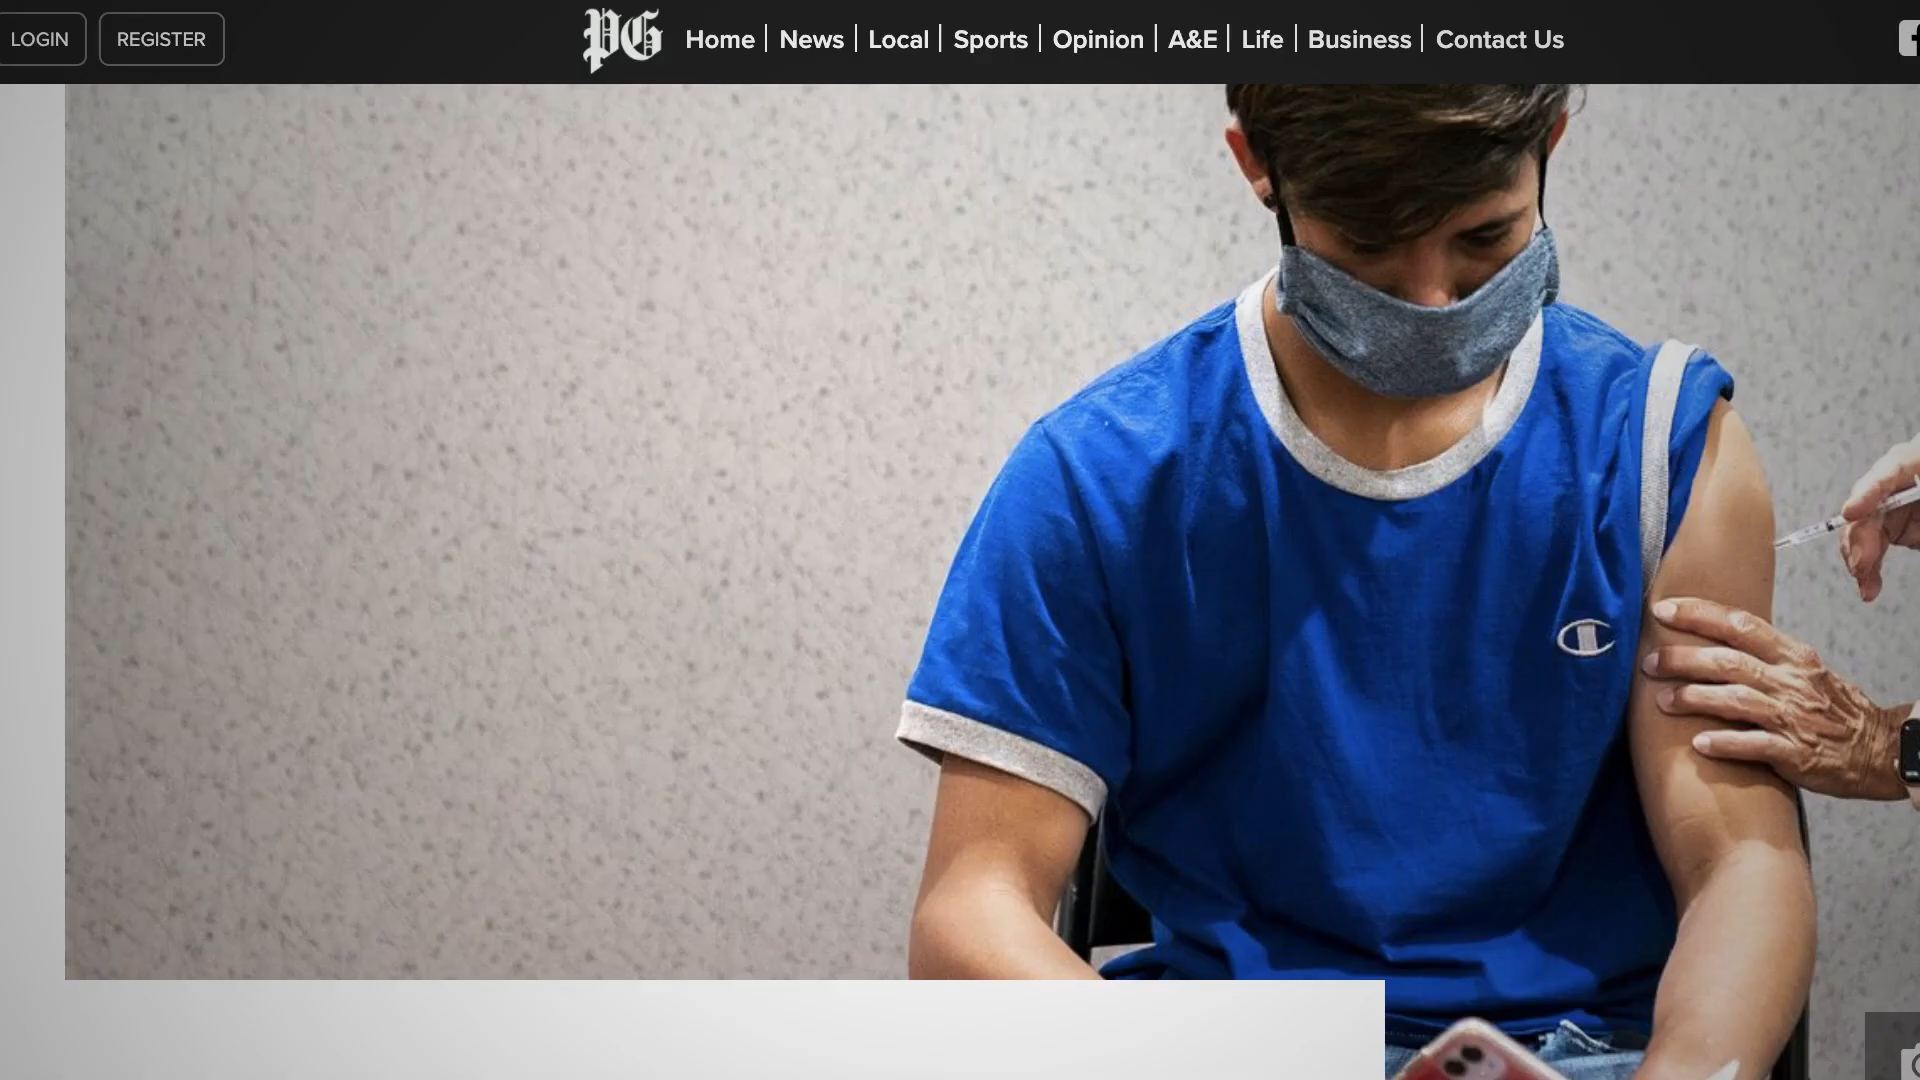 LOGIN
REGISTER
PG
Home
News
Local
Sports
Opinion
A&E
Life
Business
Contact Us